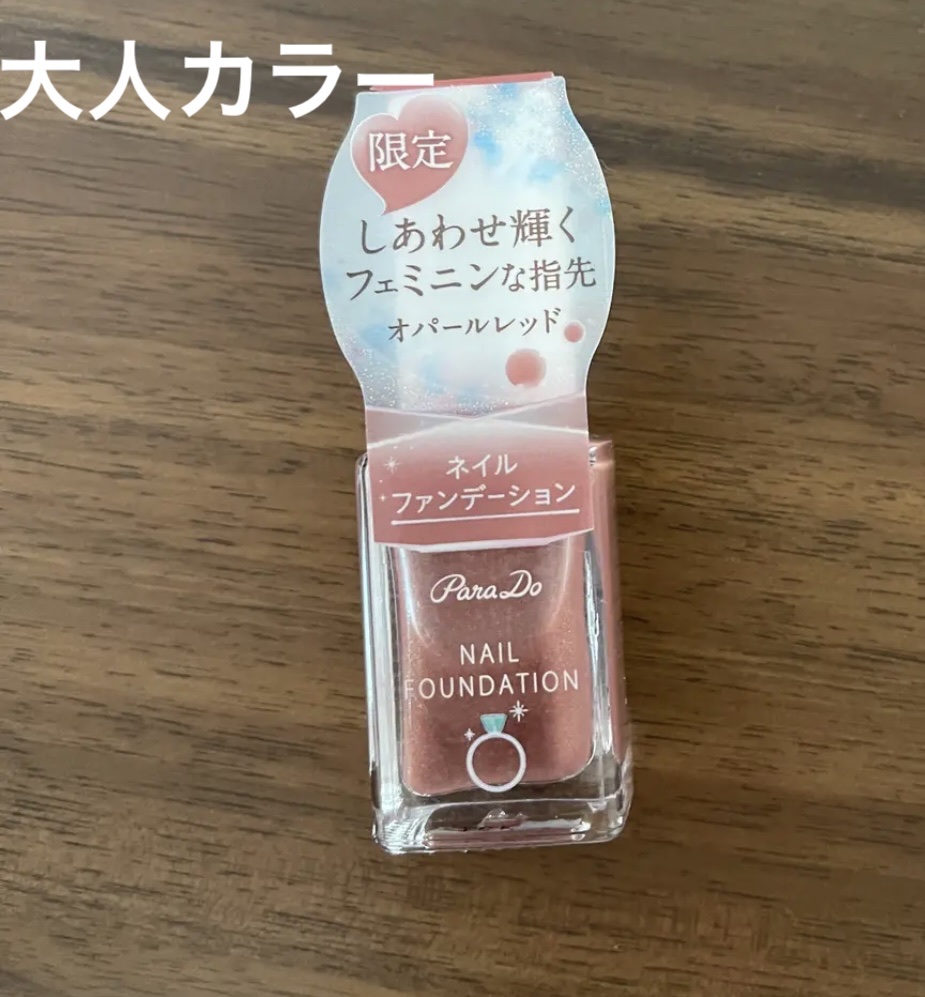 大人カラー
限定
しあわせ輝く
フェミニンな指先
オパールレッド
ネイル
ファンデーション
Para Do
NAIL
FOUNDATION